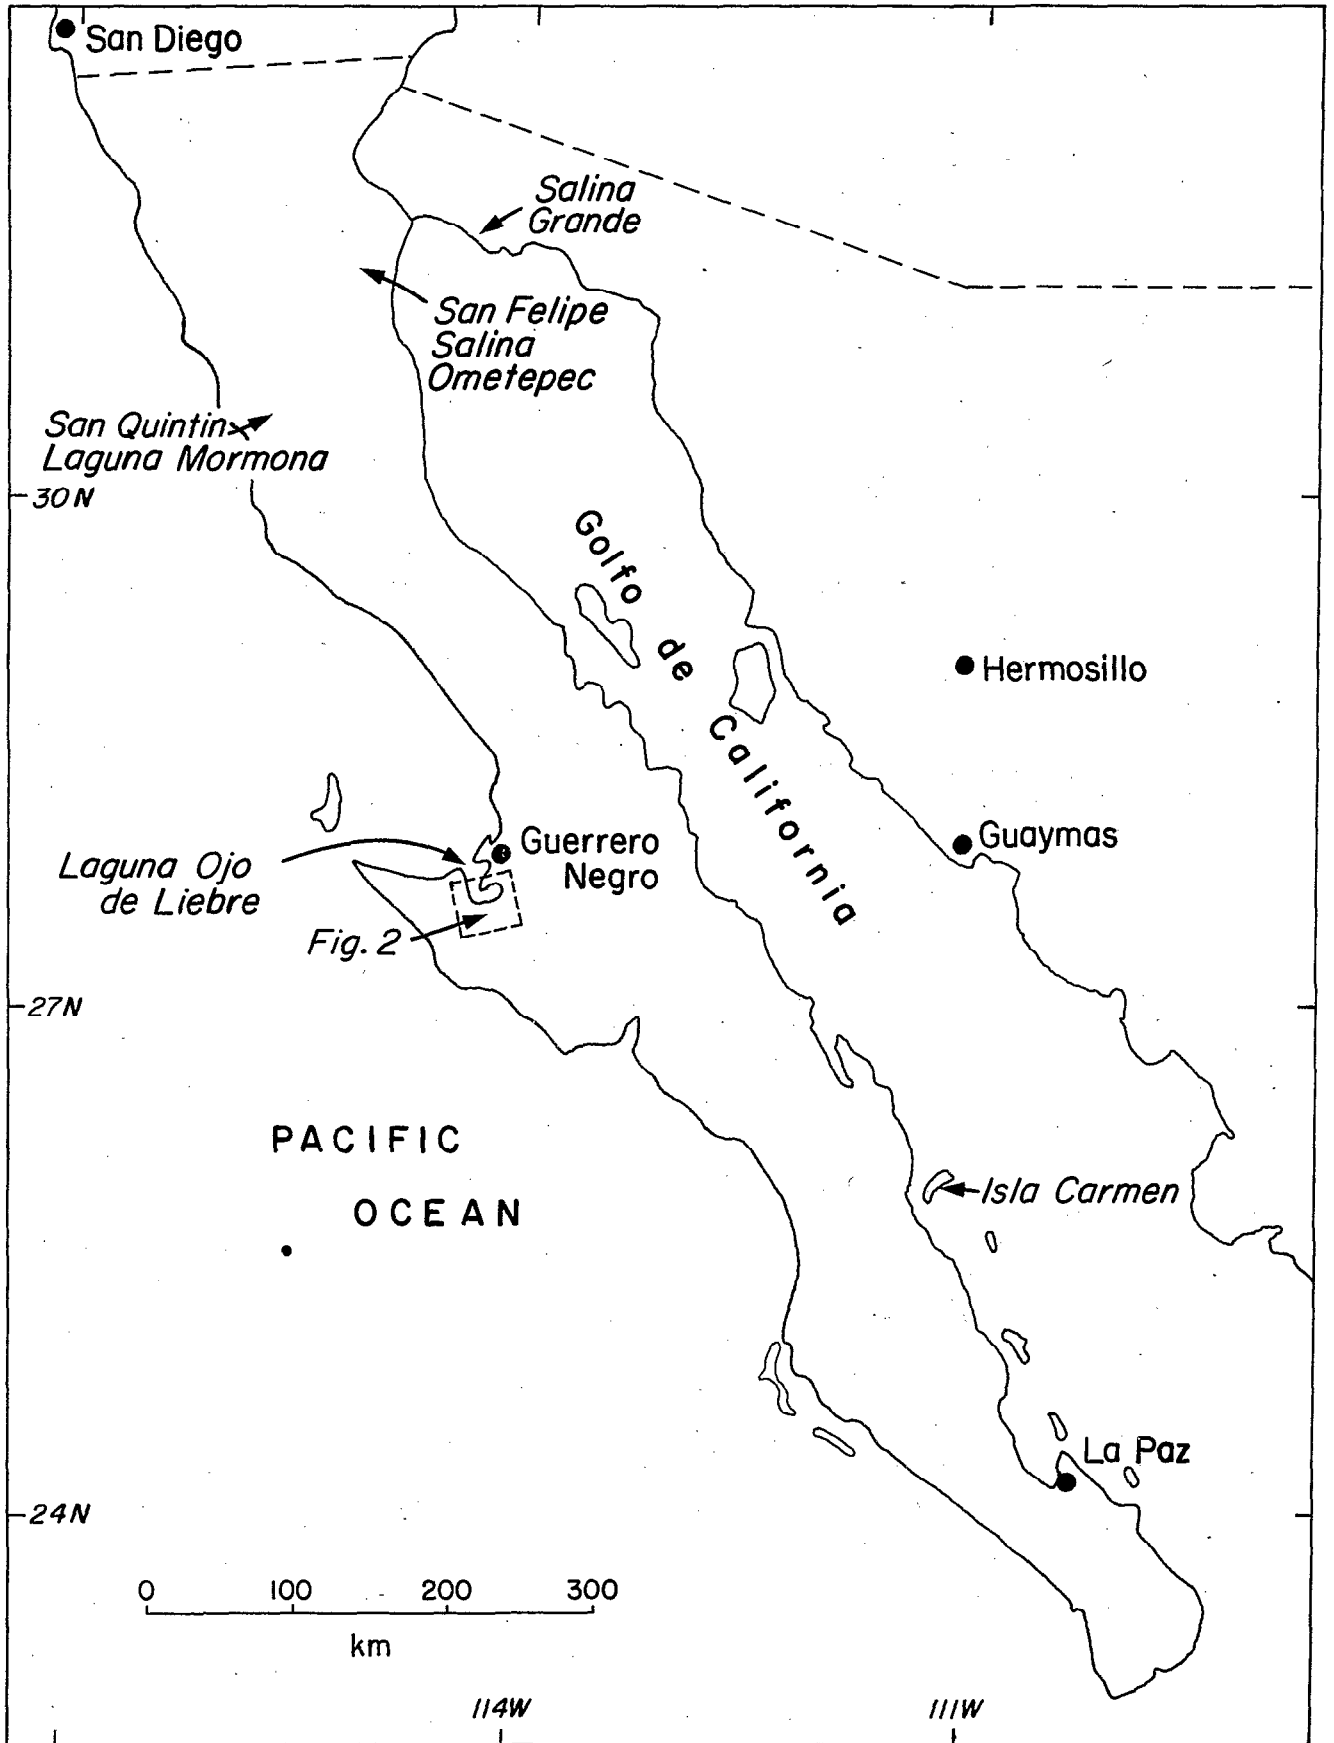 San Diego
Salina
Grande
San Felipe
Salina
Ometepec
San Quintin
Laguna Mormona
30N
Golfo de California
Hermosillo
Guaymas
Guerrero
Negro
Laguna Ojo
de Liebre
Fig. 2
27N
PACIFIC
OCEAN
Isla Carmen
La Paz
24N
0 100 200 300
km
114W 111W